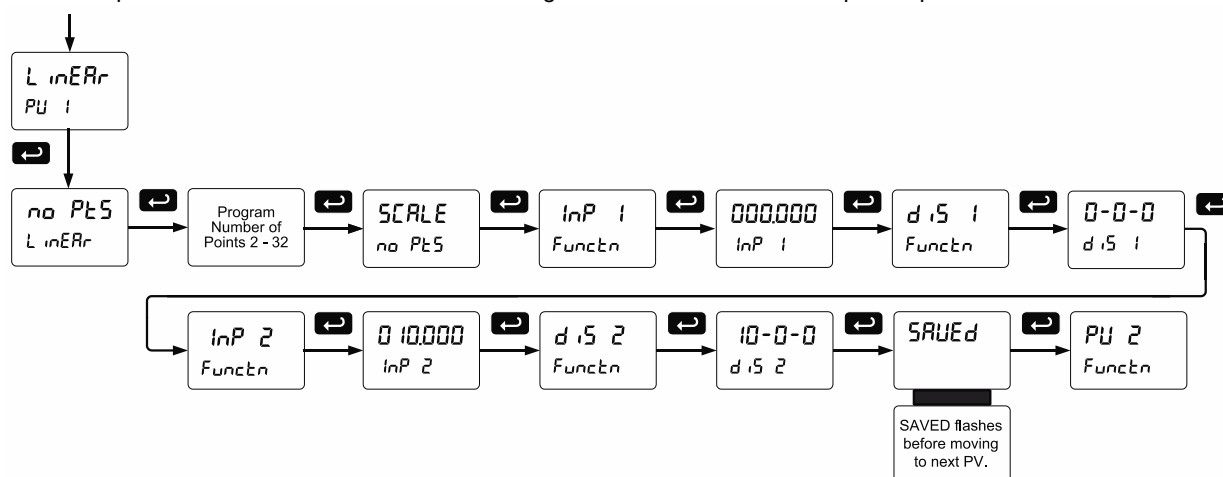 LinEAr
PV 1
no PtS
LinEAr
Program
Number of
Points 2 - 32
SCALE
no PtS
InP 1
Functn
000.000
InP 1
diS 1
Functn
0-0-0
diS 1
InP 2
Functn
010.000
InP 2
diS 2
Functn
10-0-0
diS 2
SAVEd
PV 2
Functn
SAVED flashes
before moving
to next PV.